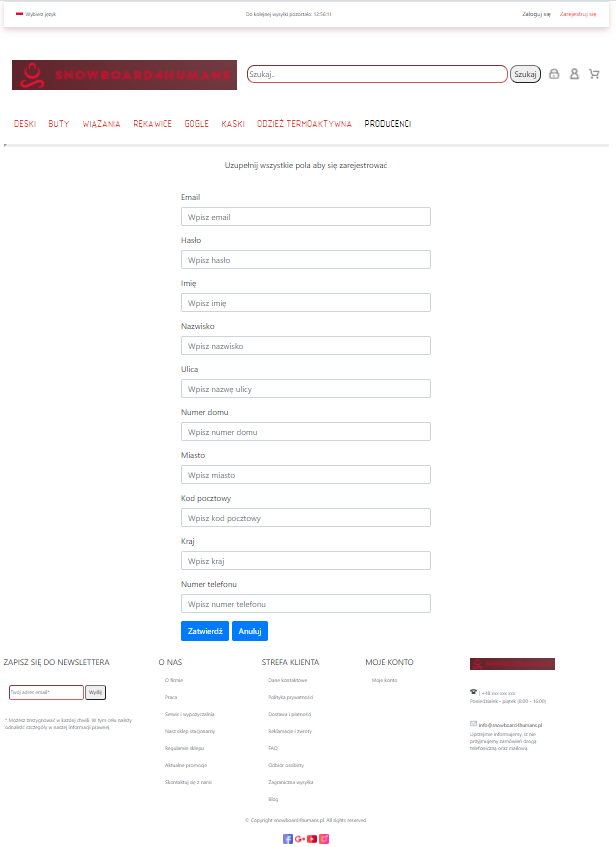 Wybierz język
Do kolejnej wysyłki pozostało: 12:56:11
Zaloguj się
Zarejestruj się
SNOWBOARD4HUMANS
Szukaj..
Szukaj
DESKI
BUTY
WIĄZANIA
RĘKAWICE
GOGLE
KASKI
ODZIEŻ TERMOAKTYWNA
PRODUCENCI
Uzupełnij wszystkie pola aby się zarejestrować
Email
Wpisz email
Hasło
Wpisz hasło
Imię
Wpisz imię
Nazwisko
Wpisz nazwisko
Ulica
Wpisz nazwę ulicy
Numer domu
Wpisz numer domu
Miasto
Wpisz miasto
Kod pocztowy
Wpisz kod pocztowy
Kraj
Wpisz kraj
Numer telefonu
Wpisz numer telefonu
Zatwierdź
Anuluj
ZAPISZ SIĘ DO NEWSLETTERA
Twój adres email*
Wyślij
* Możesz zrezygnować w każdej chwili. W tym celu należy
odnaleźć szczegóły w naszej informacji prawnej.
O NAS
O firmie
Praca
Serwis i wypożyczalnia
Nasz sklep stacjonarny
Regulamin sklepu
Aktualne promocje
Skontaktuj się z nami
STREFA KLIENTA
Dane kontaktowe
Polityka prywatności
Dostawa i płatności
Reklamacje i zwroty
FAQ
Odbiór osobisty
Zagraniczna wysyłka
Blog
MOJE KONTO
Moje konto
SNOWBOARD4HUMANS
| +48 xxx xxx xxx
Poniedziałek - piątek (8:00 - 16:00)
info@snowboard4humans.pl
Uprzejmie informujemy, iż nie
przyjmujemy zamówień drogą
telefoniczną oraz mailową.
© Copyright snowboard4humans.pl. All rights reserved.